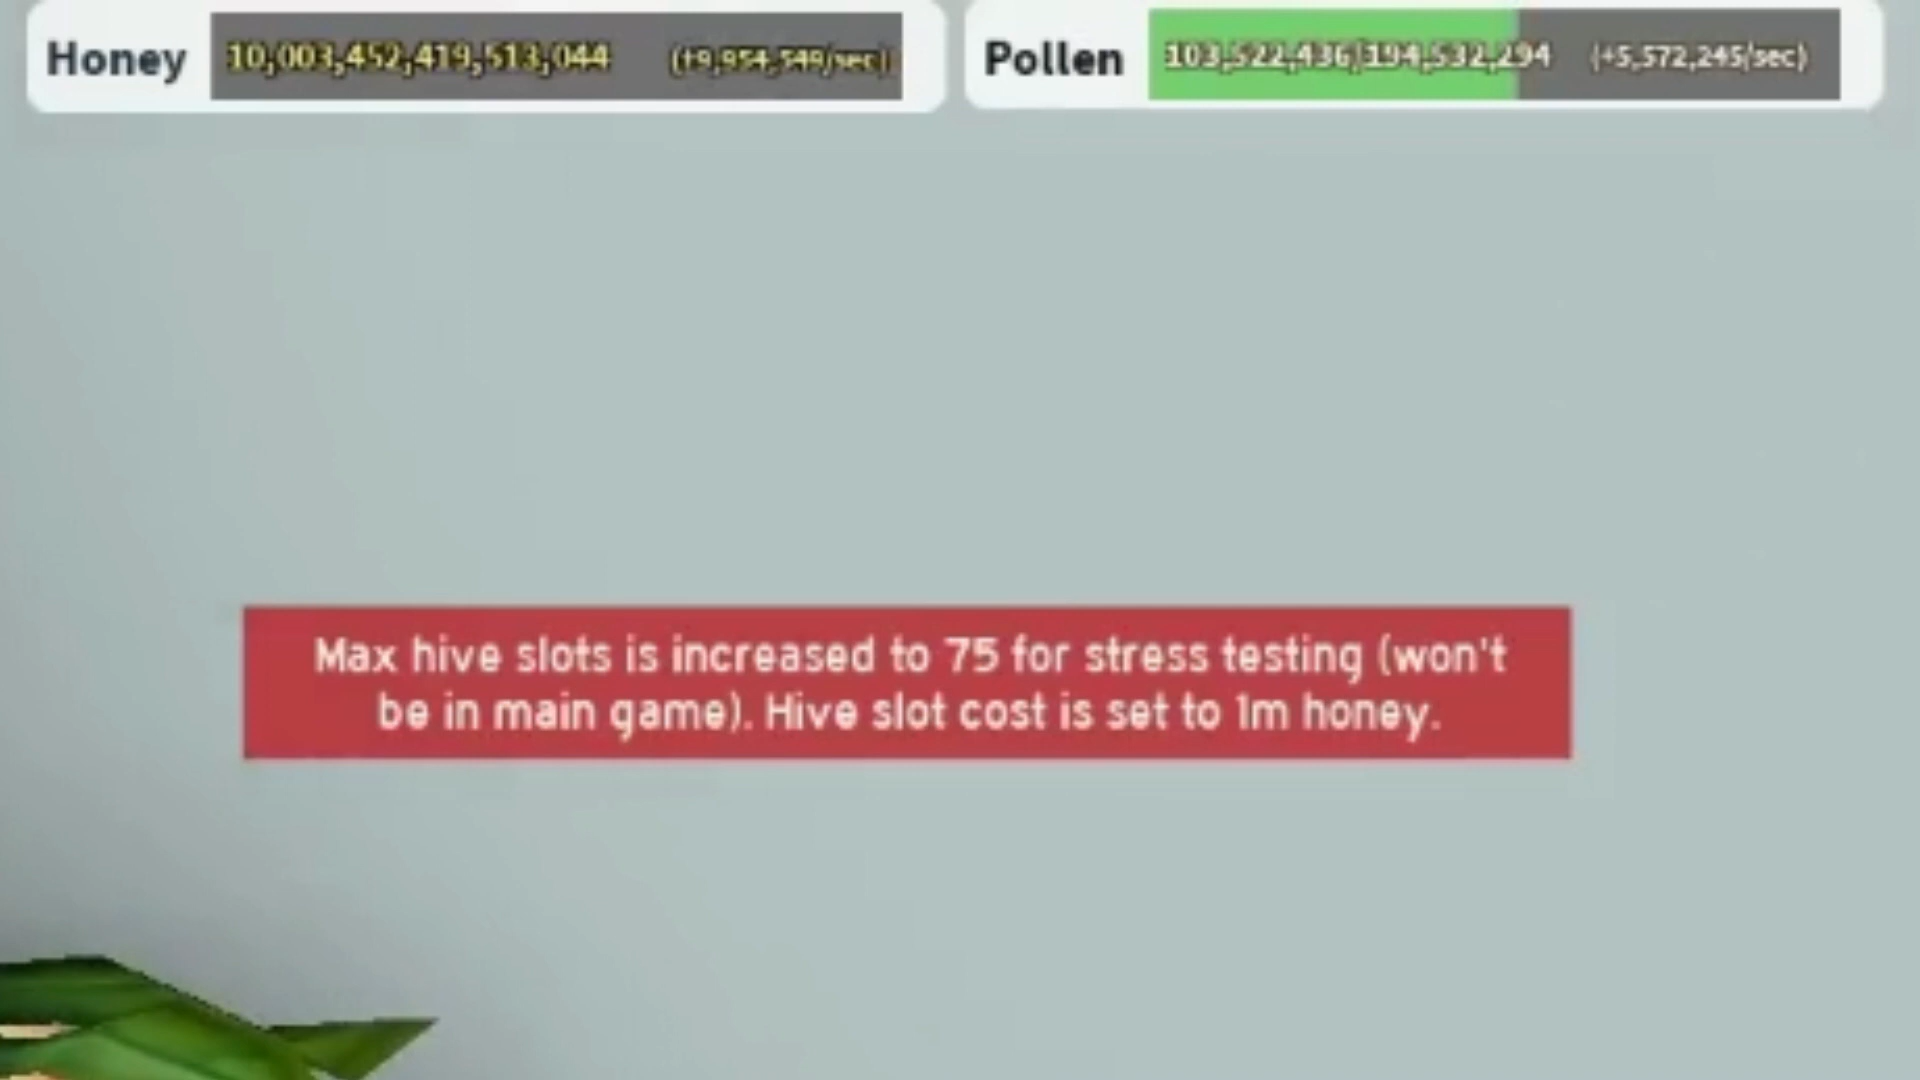 Honey 10,003,452,419,513,044 (+9,954,549/sec) Pollen 103,522,436/194,532,294 (+5,572,245/sec)
Max hive slots is increased to 75 for stress testing (won't
be in main game). Hive slot cost is set to 1m honey.